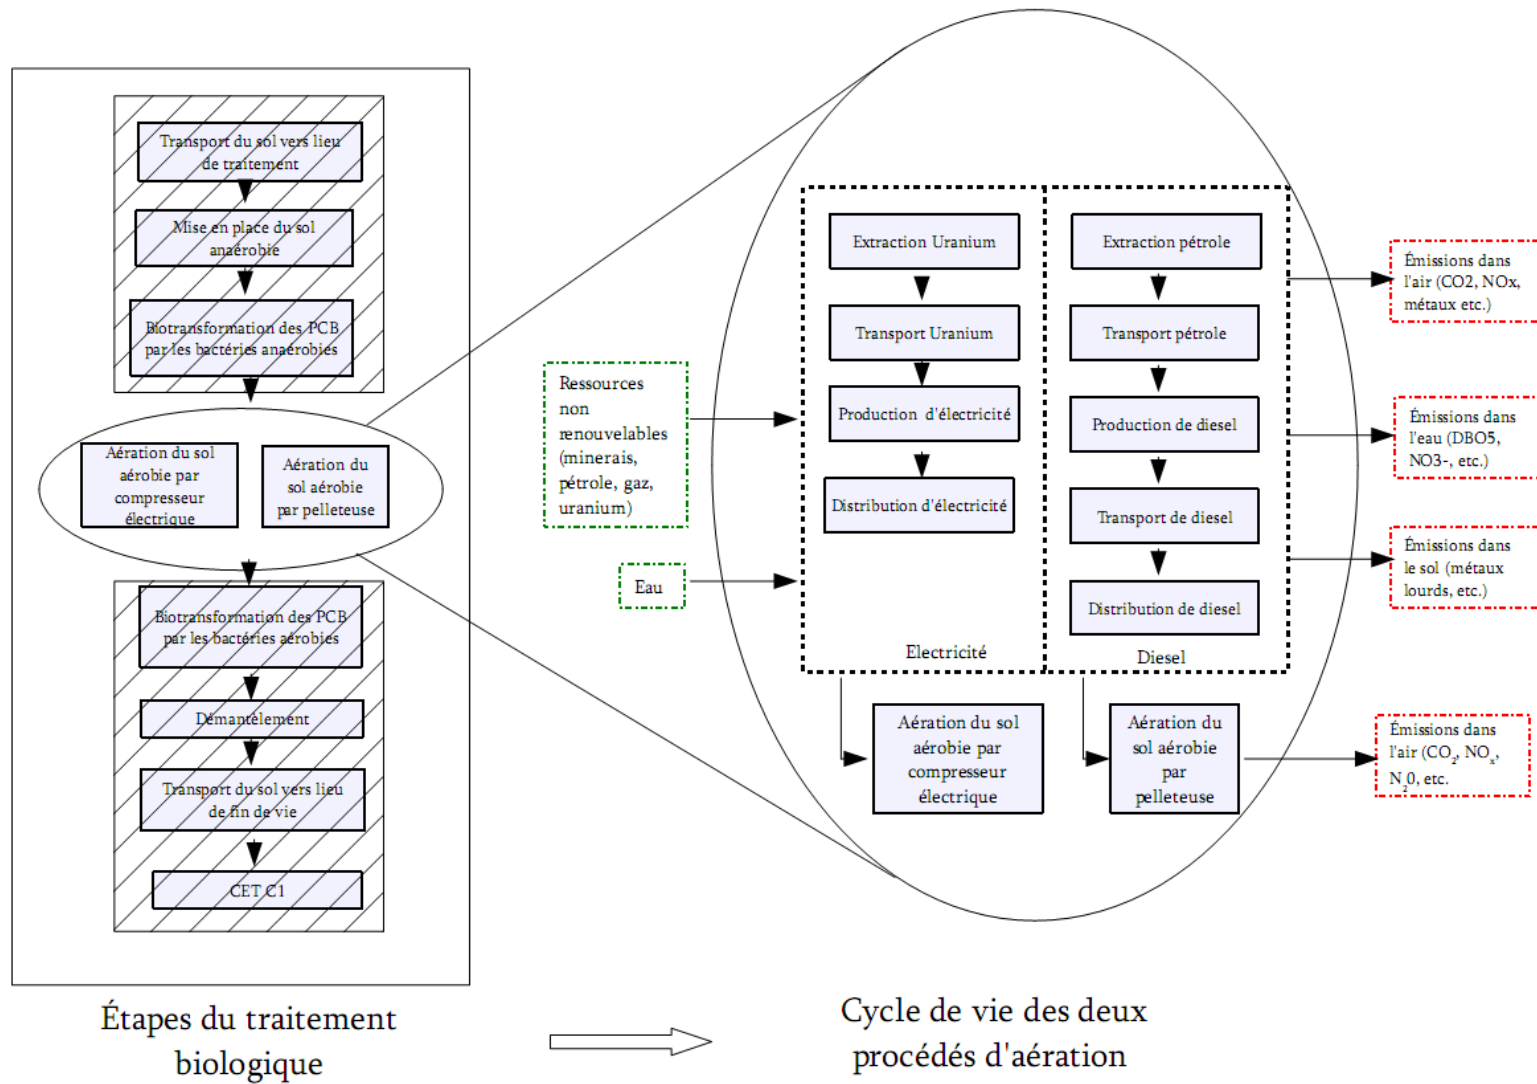 Transport du sol vers lieu
de traitement
Mise en place du sol
anaérobie
Biotransformation des PCB
par les bactéries anaérobies
Aération du sol
aérobie par
compresseur
électrique
Aération du
sol aérobie
par pelleteuse
Biotransformation des PCB
par les bactéries aérobies
Démantèlement
Transport du sol vers lieu
de fin de vie
CET C1
Étapes du traitement
biologique
Ressources
non
renouvelables
(minerais,
pétrole, gaz,
uranium)
Eau
Extraction Uranium
Transport Uranium
Production d'électricité
Distribution d'électricité
Electricité
Extraction pétrole
Transport pétrole
Production de diesel
Transport de diesel
Distribution de diesel
Diesel
Aération du sol
aérobie par
compresseur
électrique
Aération du
sol aérobie
par
pelleteuse
Émissions dans
l'air (CO2, NOx,
métaux etc.)
Émissions dans
l'eau (DBO5,
NO3-, etc.)
Émissions dans
le sol (métaux
lourds, etc.)
Émissions dans
l'air (CO₂, NOₓ,
N₂0, etc.
Cycle de vie des deux
procédés d'aération